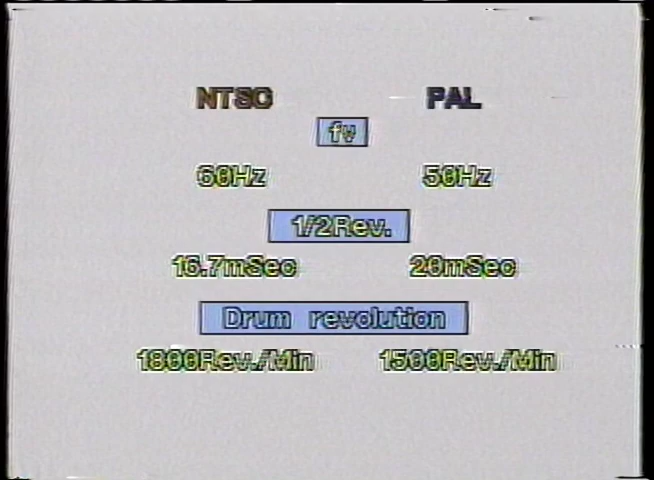 NTSC PAL
fv
60Hz 50Hz
1/2Rev.
16.7mSec 20mSec
Drum revolution
1800Rev./Min 1500Rev./Min